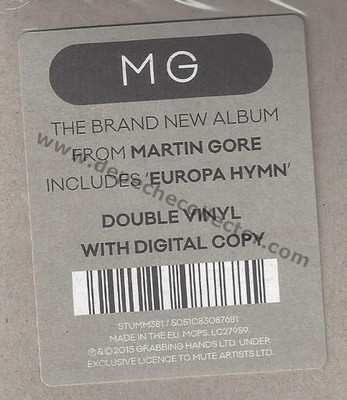 MG
THE BRAND NEW ALBUM
FROM MARTIN GORE
INCLUDES 'EUROPA HYMN'
DOUBLE VINYL
WITH DIGITAL COPY
STUMM381 / 5051083087681
MADE IN THE EU. MCPS. LC27959.
℗ & © 2015 GRABBING HANDS LTD. UNDER
EXCLUSIVE LICENCE TO MUTE ARTISTS LTD.
www.depechecollector.com